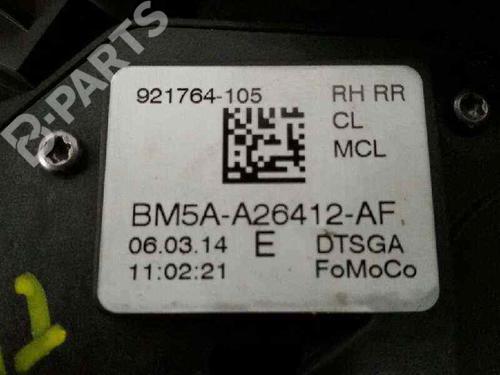 B-PARTS
921764-105 RH RR
CL
MCL
BM5A-A26412-AF
06.03.14 E DTSGA
11:02:21 FoMoCo